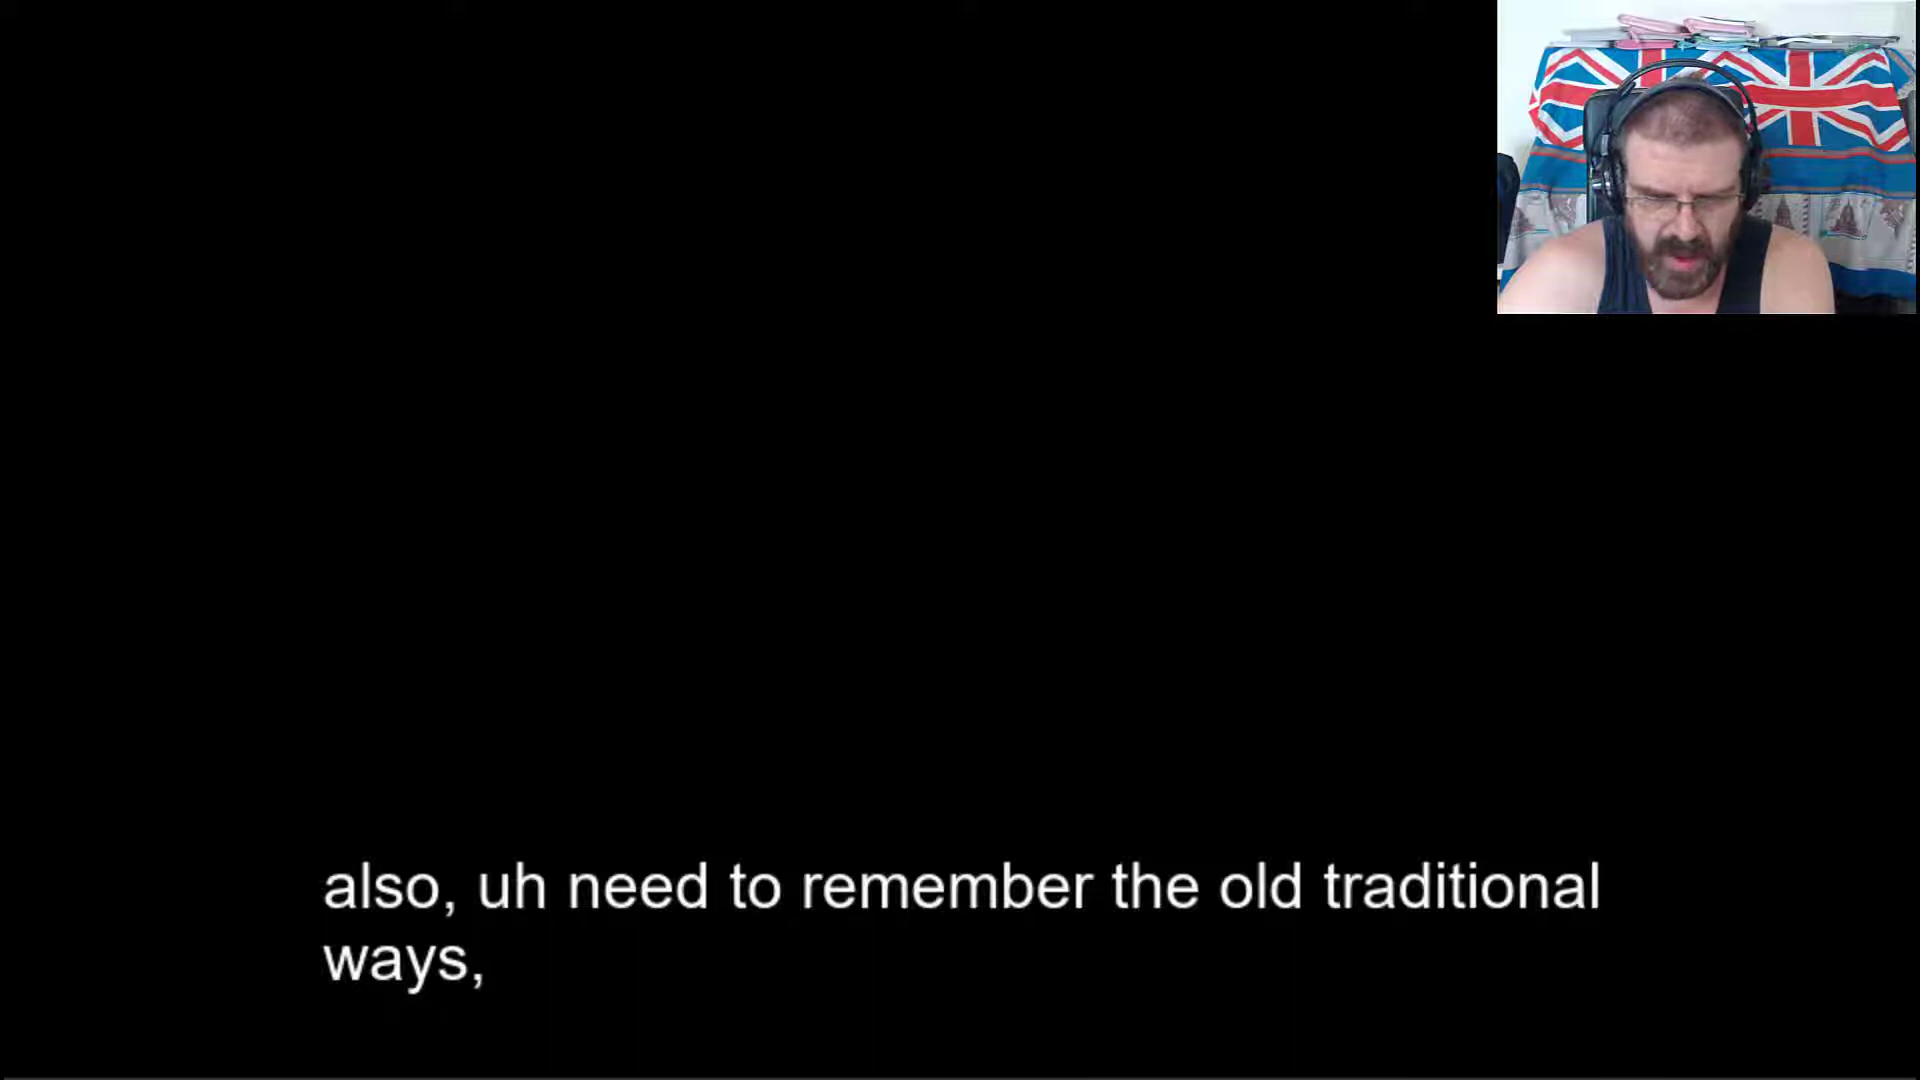 also, uh need to remember the old traditional
ways,